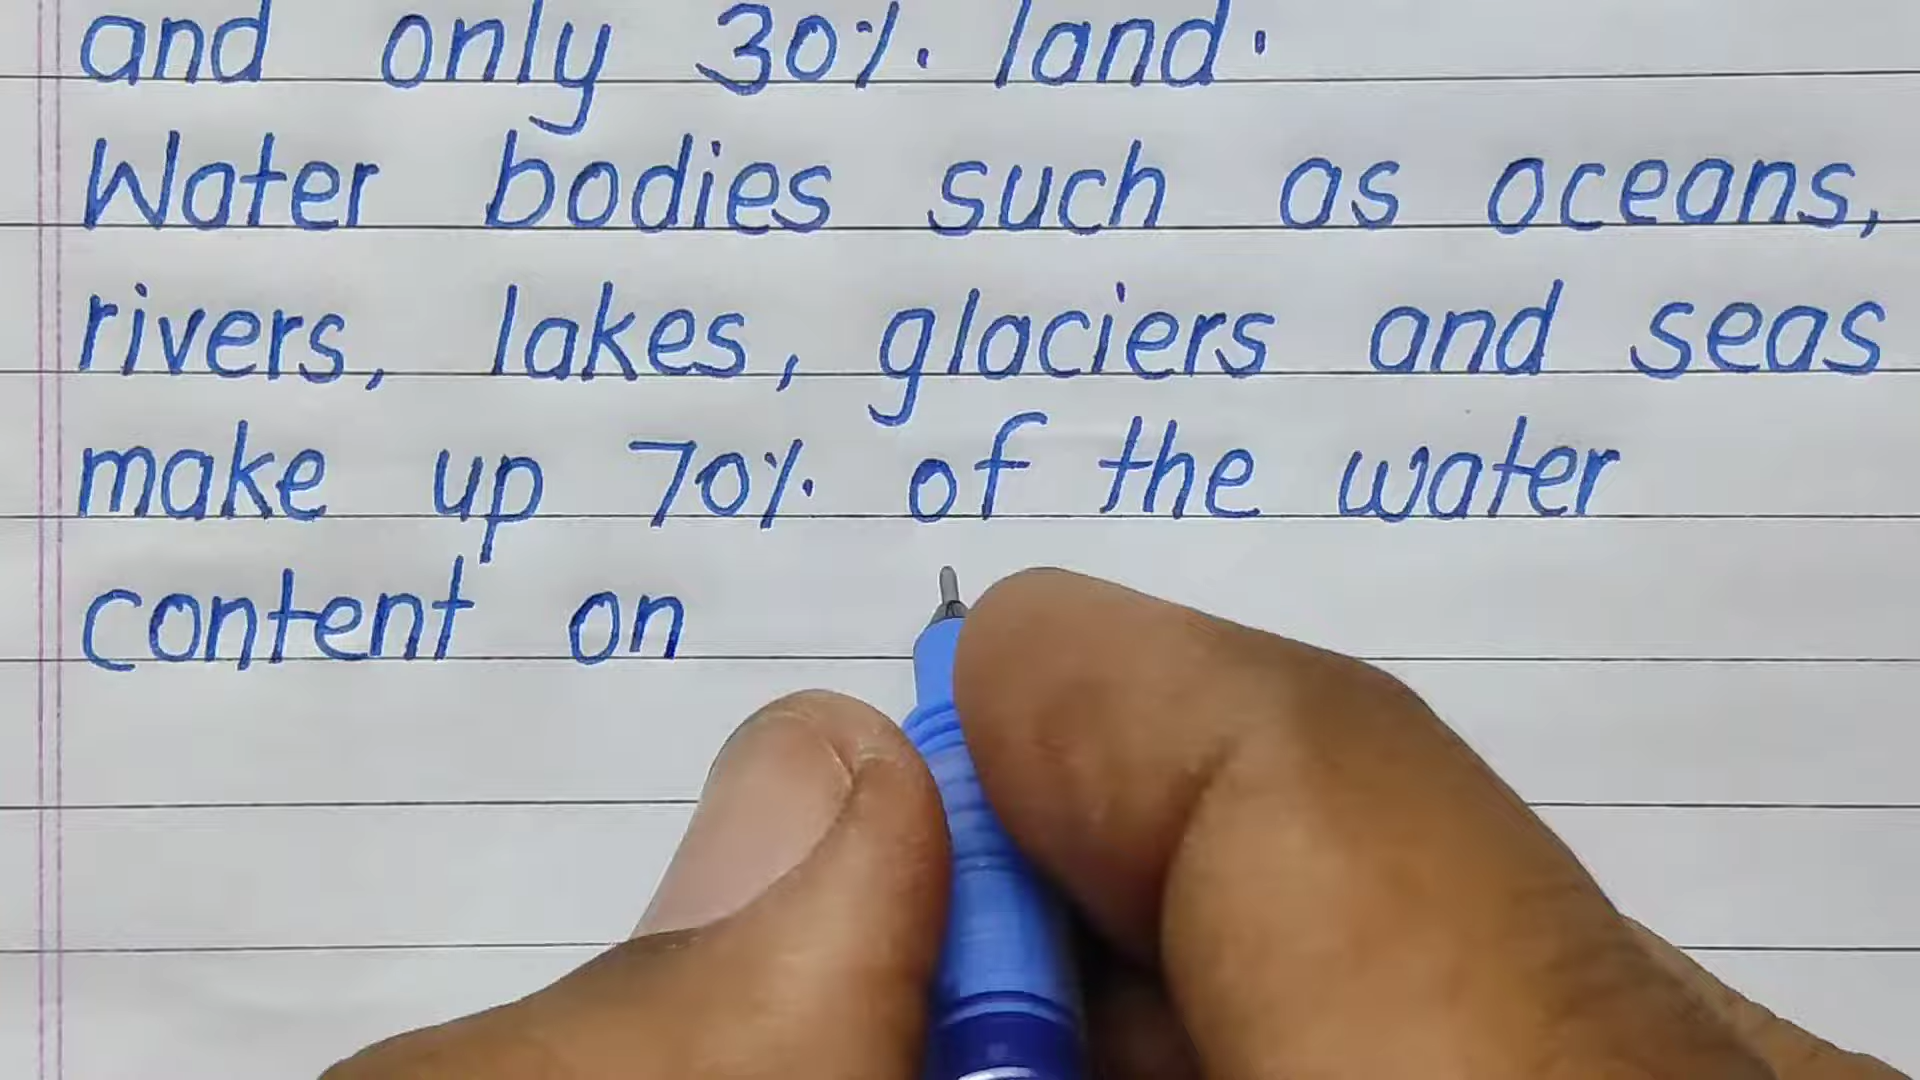 and only 30%. land.
Water bodies such as oceans,
rivers, lakes, glaciers and seas
make up 70% of the water
content on